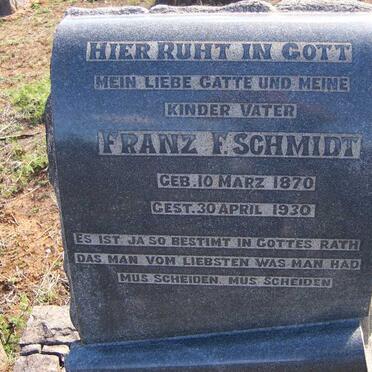 HIER RUHT IN GOTT
MEIN LIEBE GATTE UND MEINE
KINDER VATER
FRANZ F. SCHMIDT
GEB. 10 MARZ 1870
GEST. 30 APRIL 1930
ES IST JA SO BESTIMT IN GOTTES RATH
DAS MAN VOM LIEBSTEN WAS MAN HAD
MUS SCHEIDEN, MUS SCHEIDEN